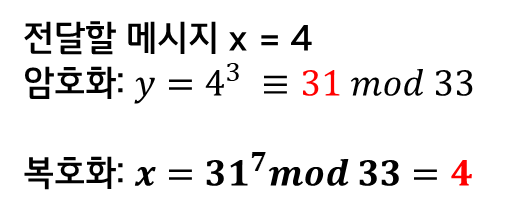 전달할 메시지 x = 4
암호화: y = 4³ ≡ 31 mod 33
복호화: x = 31⁷ mod 33 = 4